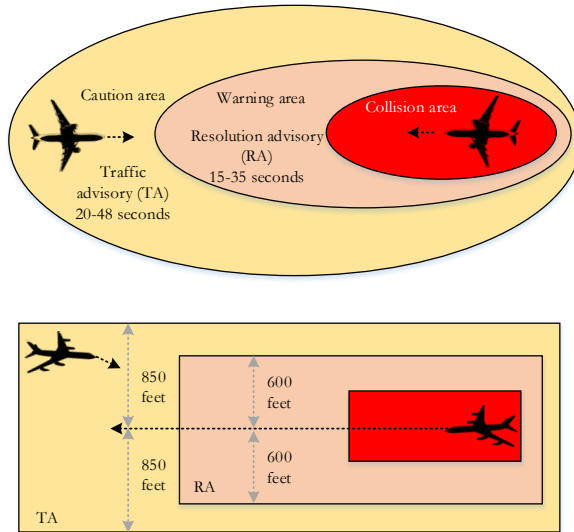 Caution area
Warning area
Collision area
Resolution advisory
(RA)
15-35 seconds
Traffic
advisory (TA)
20-48 seconds
850
feet
600
feet
850
feet
600
feet
RA
TA